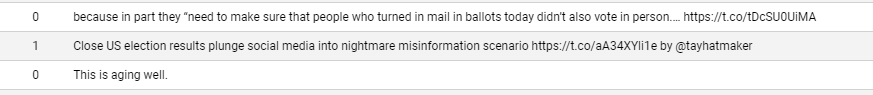 0 because in part they “need to make sure that people who turned in mail in ballots today didn't also vote in person.... https://t.co/tDcSU0UiMA
1 Close US election results plunge social media into nightmare misinformation scenario https://t.co/aA34XYli1e by @tayhatmaker
0 This is aging well.